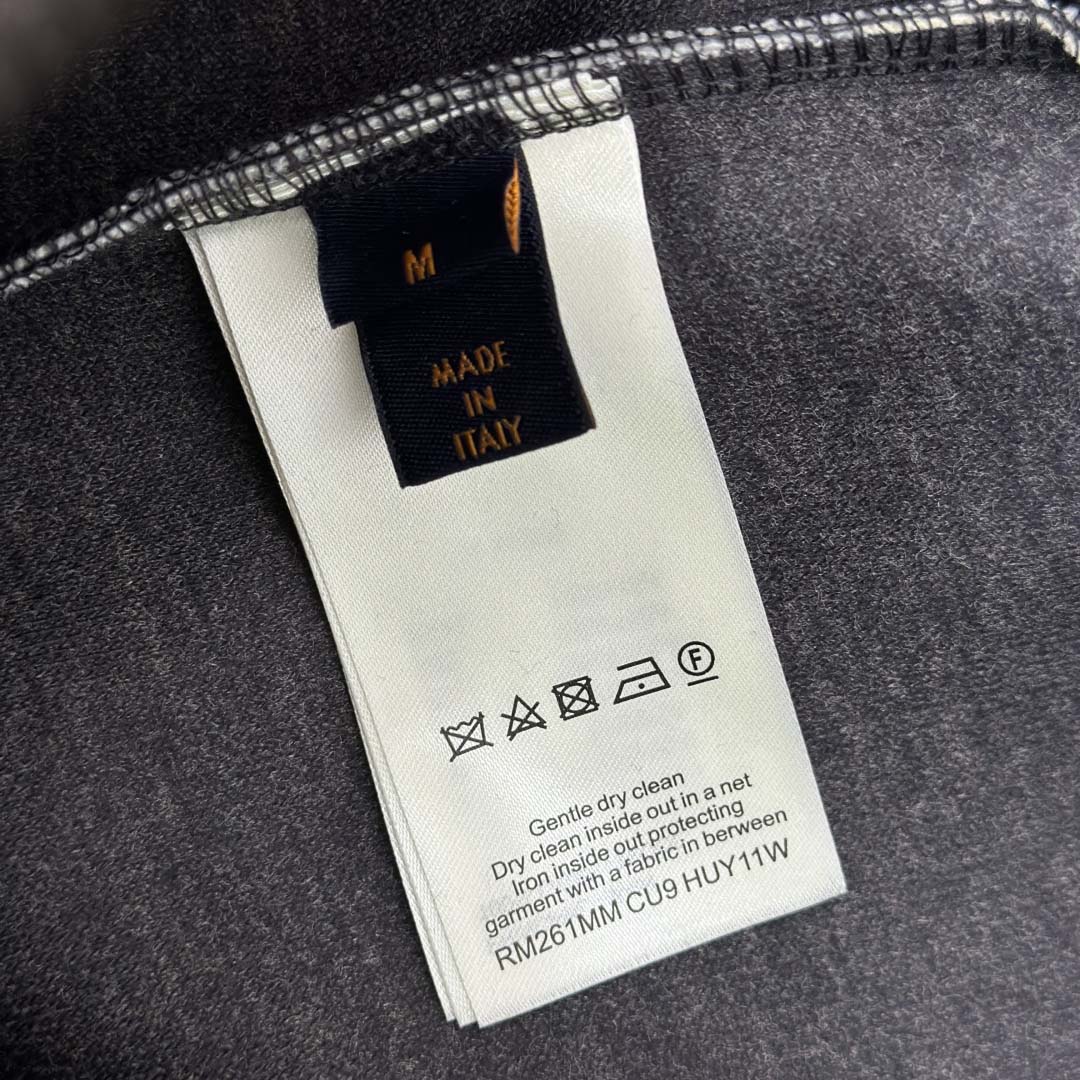 M
MADE
IN
ITALY
F
Gentle dry clean
Dry clean inside out in a net
Iron inside out protecting
garment with a fabric in berween
RM261MM CU9 HUY11W